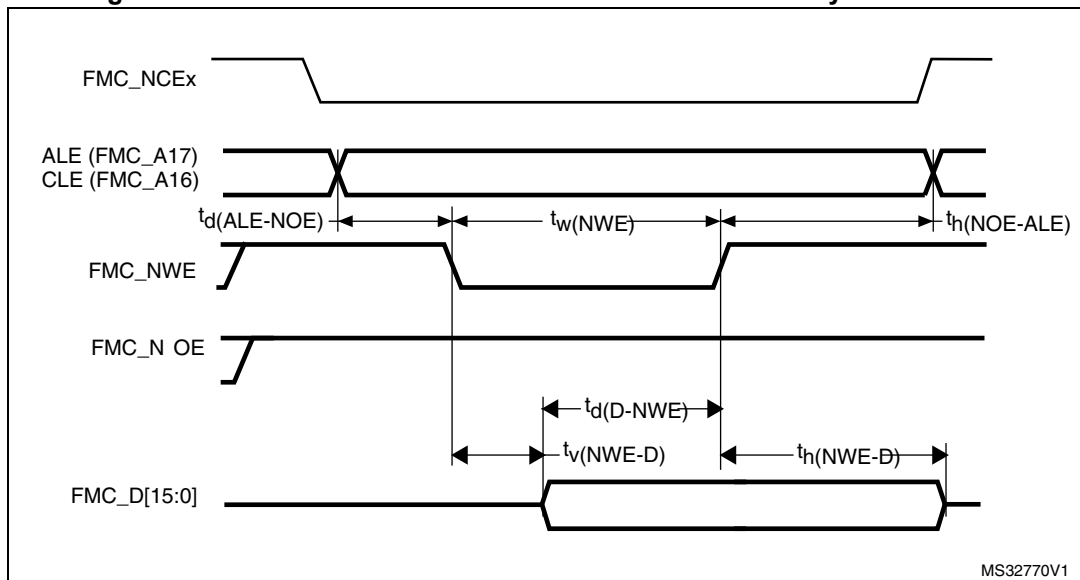 FMC_NCEx
ALE (FMC_A17)
CLE (FMC_A16)
td(ALE-NOE)
tw(NWE)
th(NOE-ALE)
FMC_NWE
FMC_N OE
td(D-NWE)
tv(NWE-D)
th(NWE-D)
FMC_D[15:0]
MS32770V1